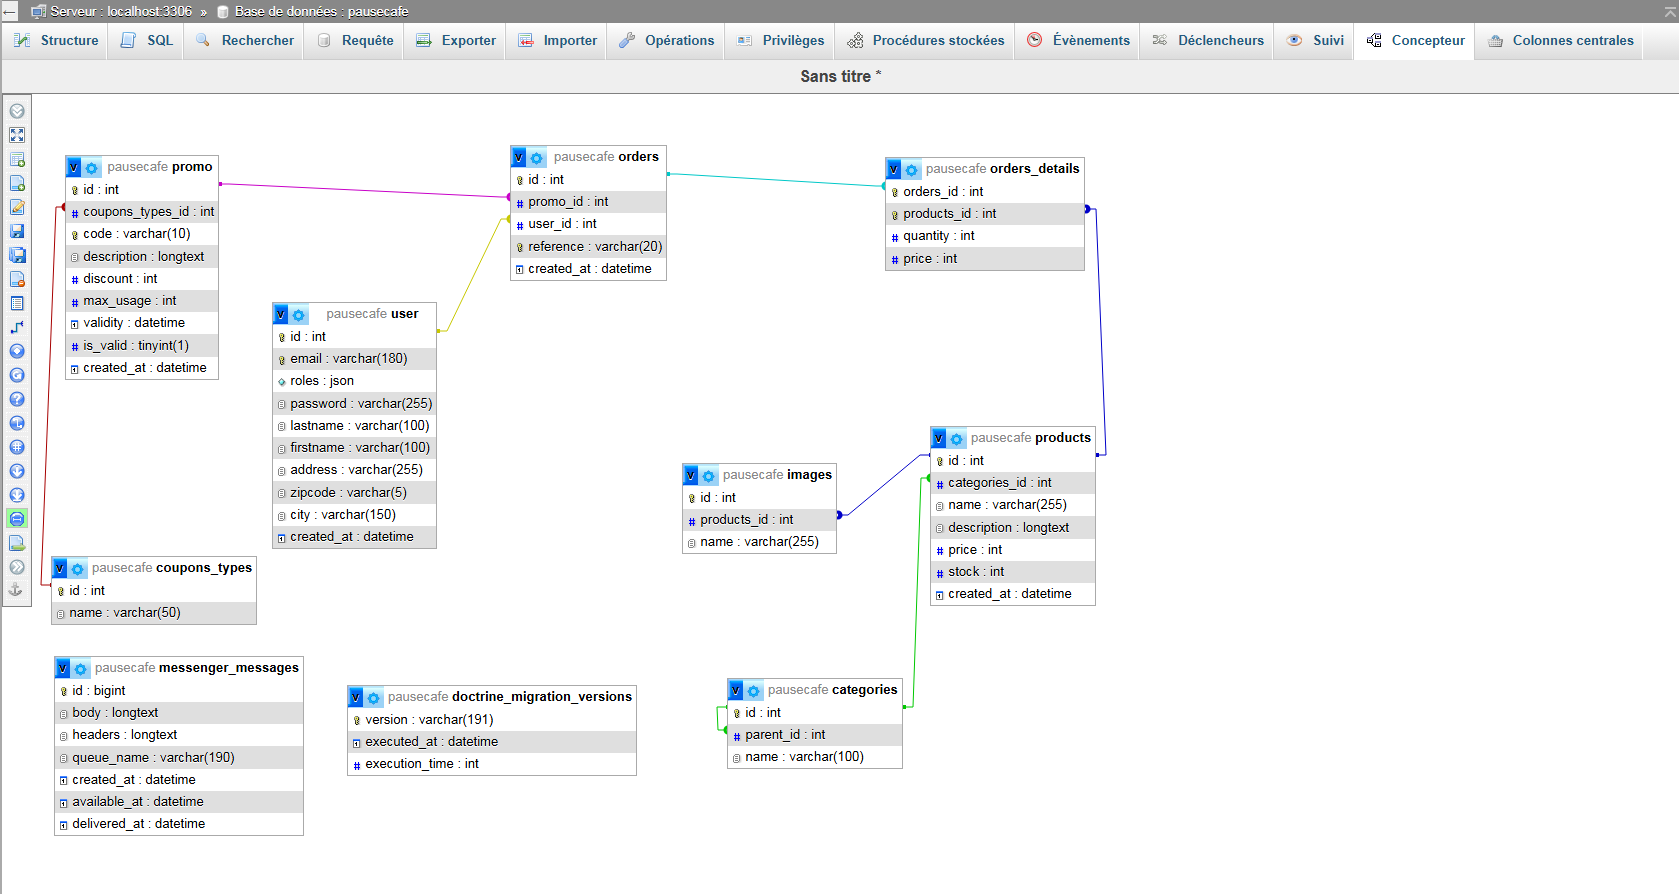 Serveur : localhost:3306 » Base de données : pausecafe
Structure SQL Rechercher Requête Exporter Importer Opérations Privilèges Procédures stockées Évènements Déclencheurs Suivi Concepteur Colonnes centrales
Sans titre *
pausecafe promo
id : int
coupons_types_id : int
code : varchar(10)
description : longtext
discount : int
max_usage : int
validity : datetime
is_valid : tinyint(1)
created_at : datetime
pausecafe orders
id : int
promo_id : int
user_id : int
reference : varchar(20)
created_at : datetime
pausecafe orders_details
orders_id : int
products_id : int
quantity : int
price : int
pausecafe user
id : int
email : varchar(180)
roles : json
password : varchar(255)
lastname : varchar(100)
firstname : varchar(100)
address : varchar(255)
zipcode : varchar(5)
city : varchar(150)
created_at : datetime
pausecafe images
id : int
products_id : int
name : varchar(255)
pausecafe products
id : int
categories_id : int
name : varchar(255)
description : longtext
price : int
stock : int
created_at : datetime
pausecafe coupons_types
id : int
name : varchar(50)
pausecafe messenger_messages
id : bigint
body : longtext
headers : longtext
queue_name : varchar(190)
created_at : datetime
available_at : datetime
delivered_at : datetime
pausecafe doctrine_migration_versions
version : varchar(191)
executed_at : datetime
execution_time : int
pausecafe categories
id : int
parent_id : int
name : varchar(100)